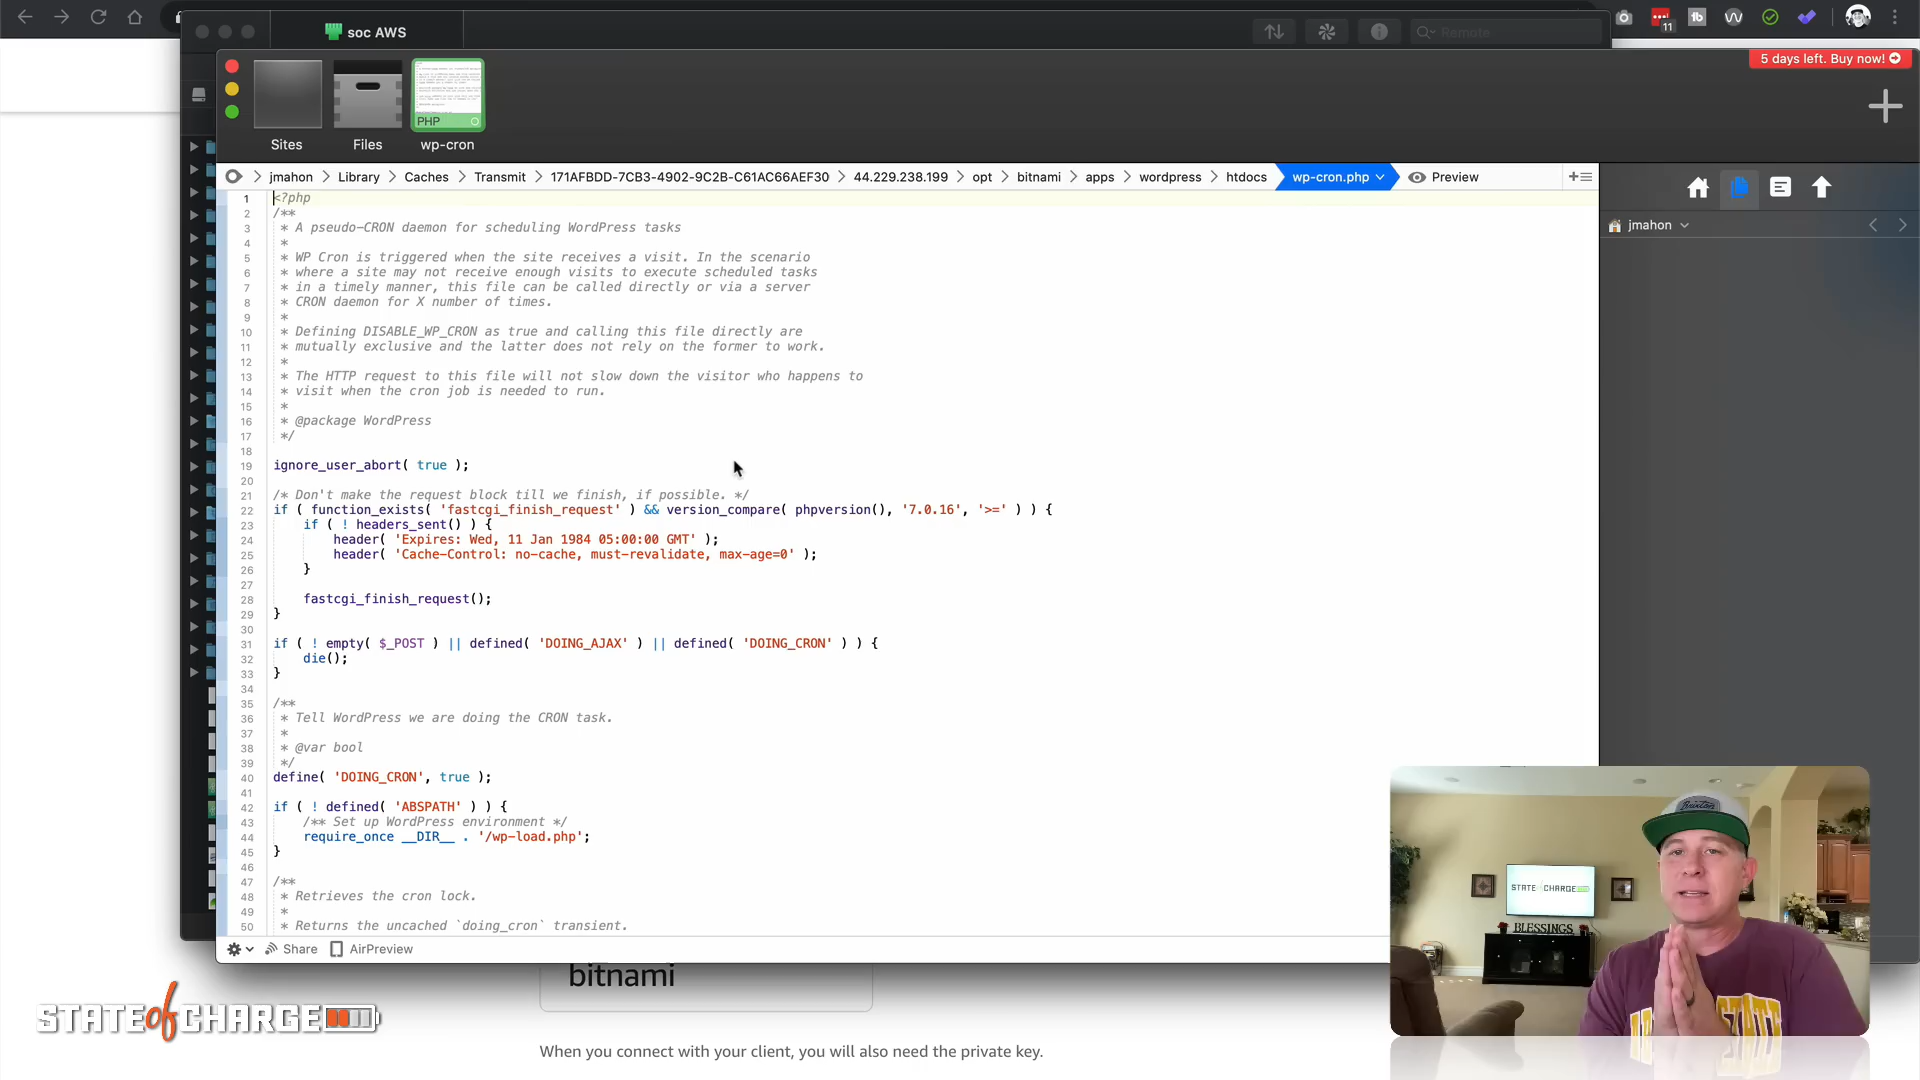 soc AWS
Remote
11
5 days left. Buy now!
PHP
Sites
Files
wp-cron
jmahon
Library
Caches
Transmit
171AFBDD-7CB3-4902-9C2B-C61AC66AEF30
44.229.238.199
opt
bitnami
apps
wordpress
htdocs
wp-cron.php
Preview
jmahon
1 <?php
2 /**
3 * A pseudo-CRON daemon for scheduling WordPress tasks
4 *
5 * WP Cron is triggered when the site receives a visit. In the scenario
6 * where a site may not receive enough visits to execute scheduled tasks
7 * in a timely manner, this file can be called directly or via a server
8 * CRON daemon for X number of times.
9 *
10 * Defining DISABLE_WP_CRON as true and calling this file directly are
11 * mutually exclusive and the latter does not rely on the former to work.
12 *
13 * The HTTP request to this file will not slow down the visitor who happens to
14 * visit when the cron job is needed to run.
15 *
16 * @package WordPress
17 */
18
19 ignore_user_abort( true );
20
21 /* Don't make the request block till we finish, if possible. */
22 if ( function_exists( 'fastcgi_finish_request' ) && version_compare( phpversion(), '7.0.16', '>=' ) ) {
23 if ( ! headers_sent() ) {
24 header( 'Expires: Wed, 11 Jan 1984 05:00:00 GMT' );
25 header( 'Cache-Control: no-cache, must-revalidate, max-age=0' );
26 }
27
28 fastcgi_finish_request();
29 }
30
31 if ( ! empty( $_POST ) || defined( 'DOING_AJAX' ) || defined( 'DOING_CRON' ) ) {
32 die();
33 }
34
35 /**
36 * Tell WordPress we are doing the CRON task.
37 *
38 * @var bool
39 */
40 define( 'DOING_CRON', true );
41
42 if ( ! defined( 'ABSPATH' ) ) {
43 /** Set up WordPress environment */
44 require_once __DIR__ . '/wp-load.php';
45 }
46
47 /**
48 * Retrieves the cron lock.
49 *
50 * Returns the uncached `doing_cron` transient.
Share
AirPreview
bitnami
When you connect with your client, you will also need the private key.
STATE of CHARGE
Brixton
STATE of CHARGE
BLESSINGS